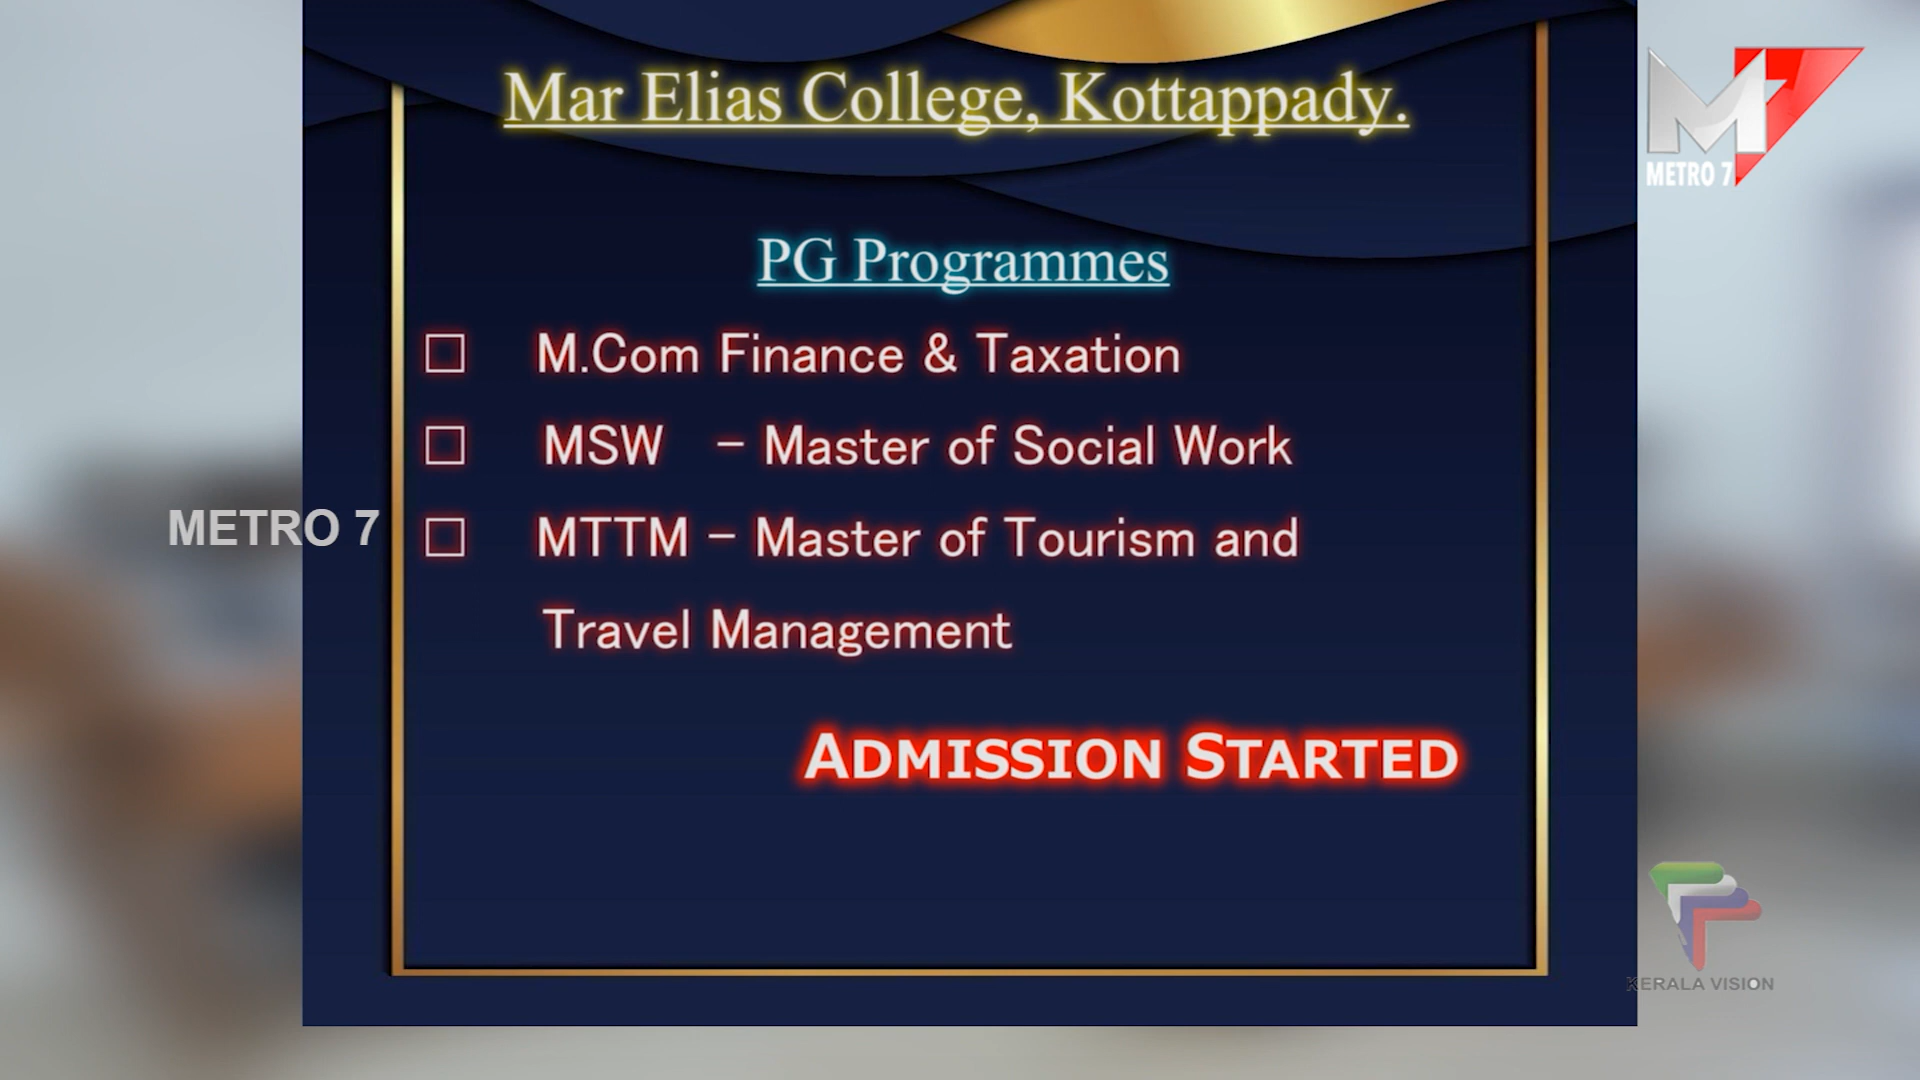 Mar Elias College, Kottappady.
METRO 7
PG Programmes
☐ M.Com Finance & Taxation
☐ MSW – Master of Social Work
METRO 7
☐ MTTM – Master of Tourism and
Travel Management
ADMISSION STARTED
KERALA VISION